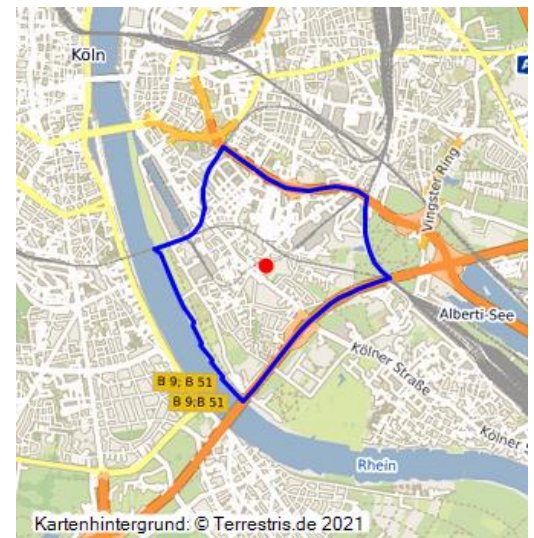 Köln
A
Vingster Ring
Alberti-See
Kölner Straße
B 9; B 51
B 9;B 51
Kölner S
Rhein
Kartenhintergrund: © Terrestris.de 2021